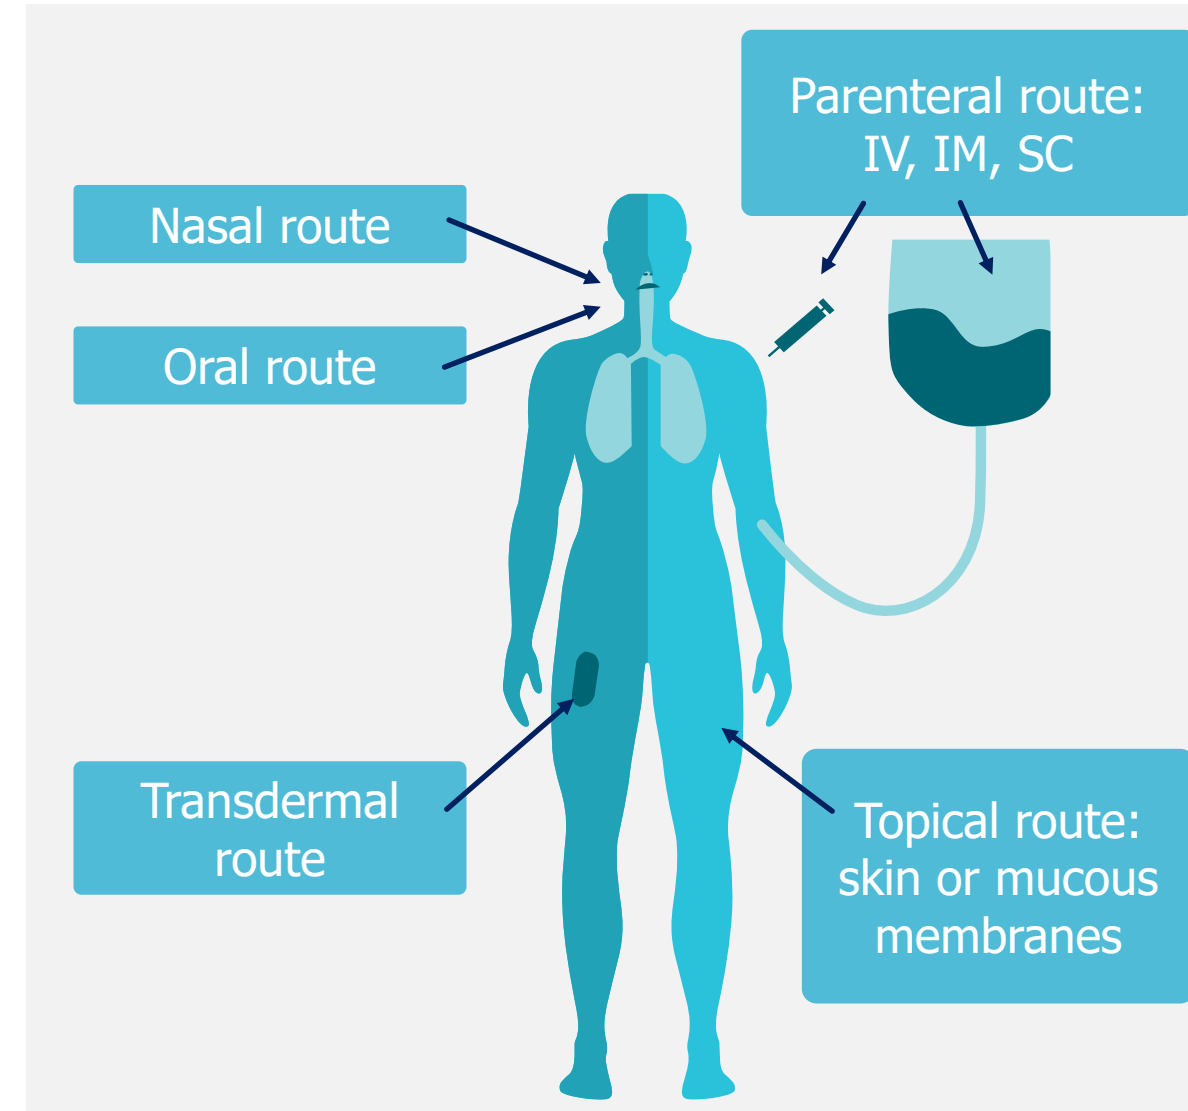 Parenteral route:
IV, IM, SC
Nasal route
Oral route
Transdermal
route
Topical route:
skin or mucous
membranes